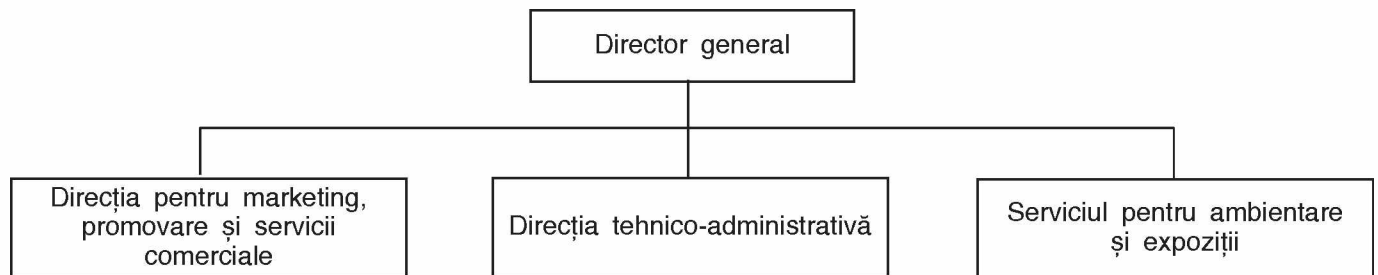 Director general
Direcția pentru marketing,
promovare și servicii
comerciale
Direcția tehnico-administrativă
Serviciul pentru ambientare
și expoziții